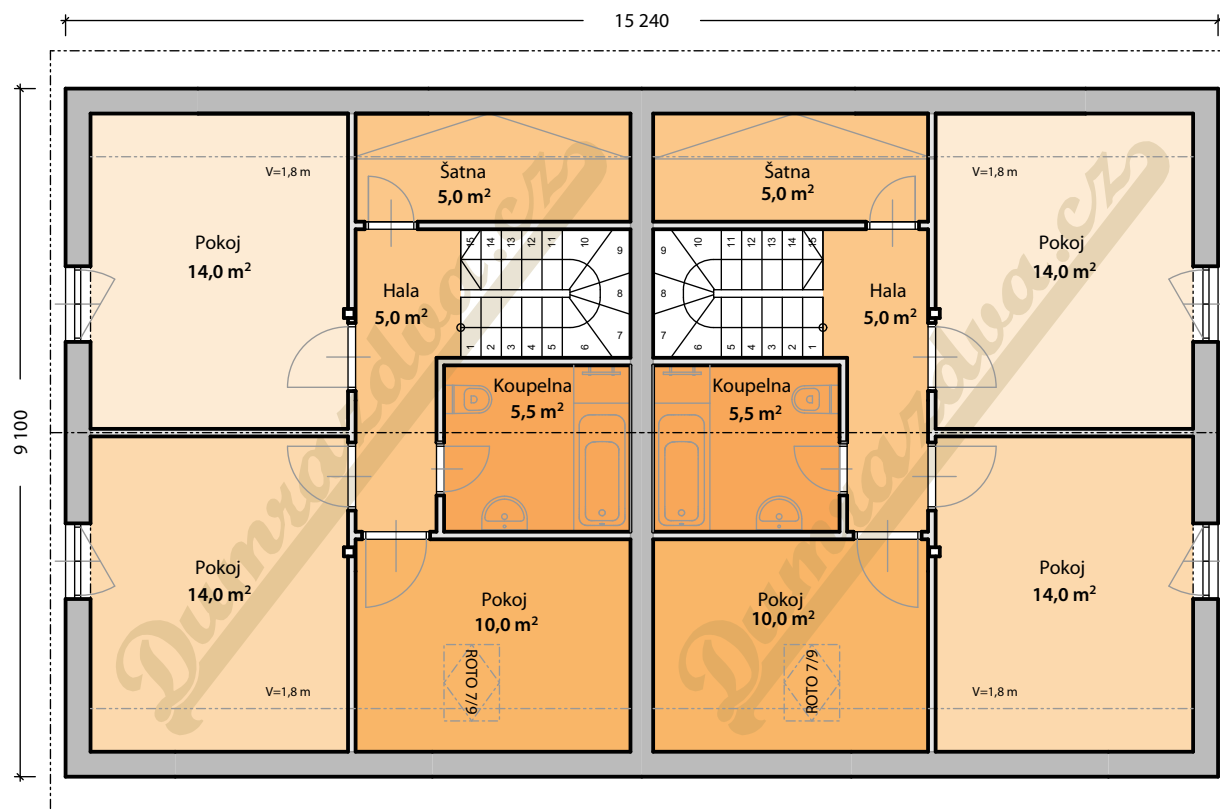 15 240
9 100
Šatna
5,0 m²
Šatna
5,0 m²
V=1,8 m
V=1,8 m
Pokoj
14,0 m²
Pokoj
14,0 m²
Hala
5,0 m²
Hala
5,0 m²
15 14 13 12 11 10 9
8
1 2 3 4 5 6 7
9 10 11 12 13 14 15
8
7 6 5 4 3 2 1
Koupelna
5,5 m²
Koupelna
5,5 m²
Pokoj
14,0 m²
Pokoj
10,0 m²
Pokoj
10,0 m²
Pokoj
14,0 m²
ROTO 7/9
ROTO 7/9
V=1,8 m
V=1,8 m
Dumrazdva.cz
Dumrazdva.cz